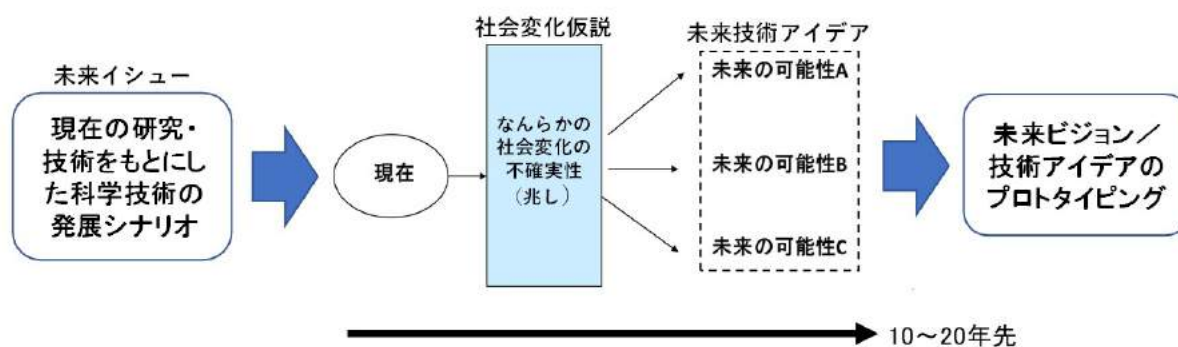 未来イシュー
現在の研究・
技術をもとにし
た科学技術の
発展シナリオ
現在
社会変化仮説
なんらかの
社会変化の
不確実性
(兆し)
未来技術アイデア
未来の可能性A
未来の可能性B
未来の可能性C
未来ビジョン／
技術アイデアの
プロトタイピング
10～20年先